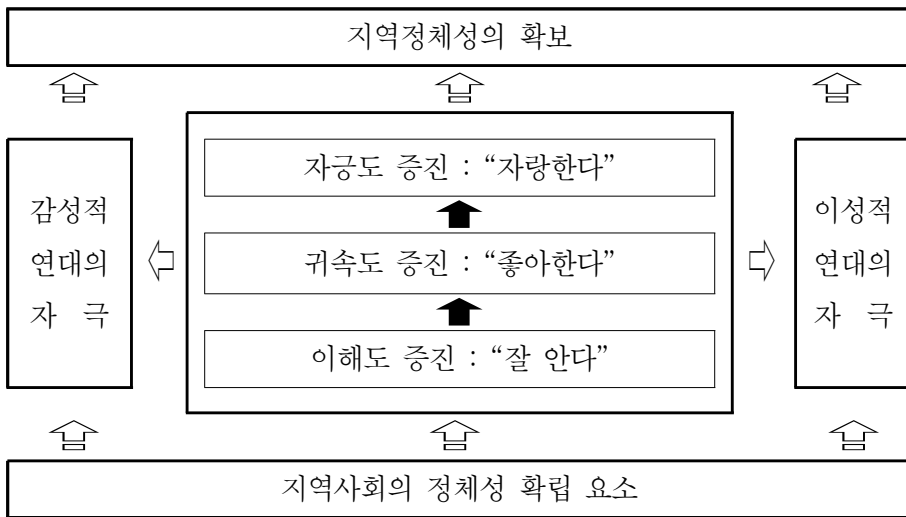 지역정체성의 확보
감성적
연대의
자 극
자긍도 증진 : “자랑한다”
귀속도 증진 : “좋아한다”
이해도 증진 : “잘 안다”
이성적
연대의
자 극
지역사회의 정체성 확립 요소